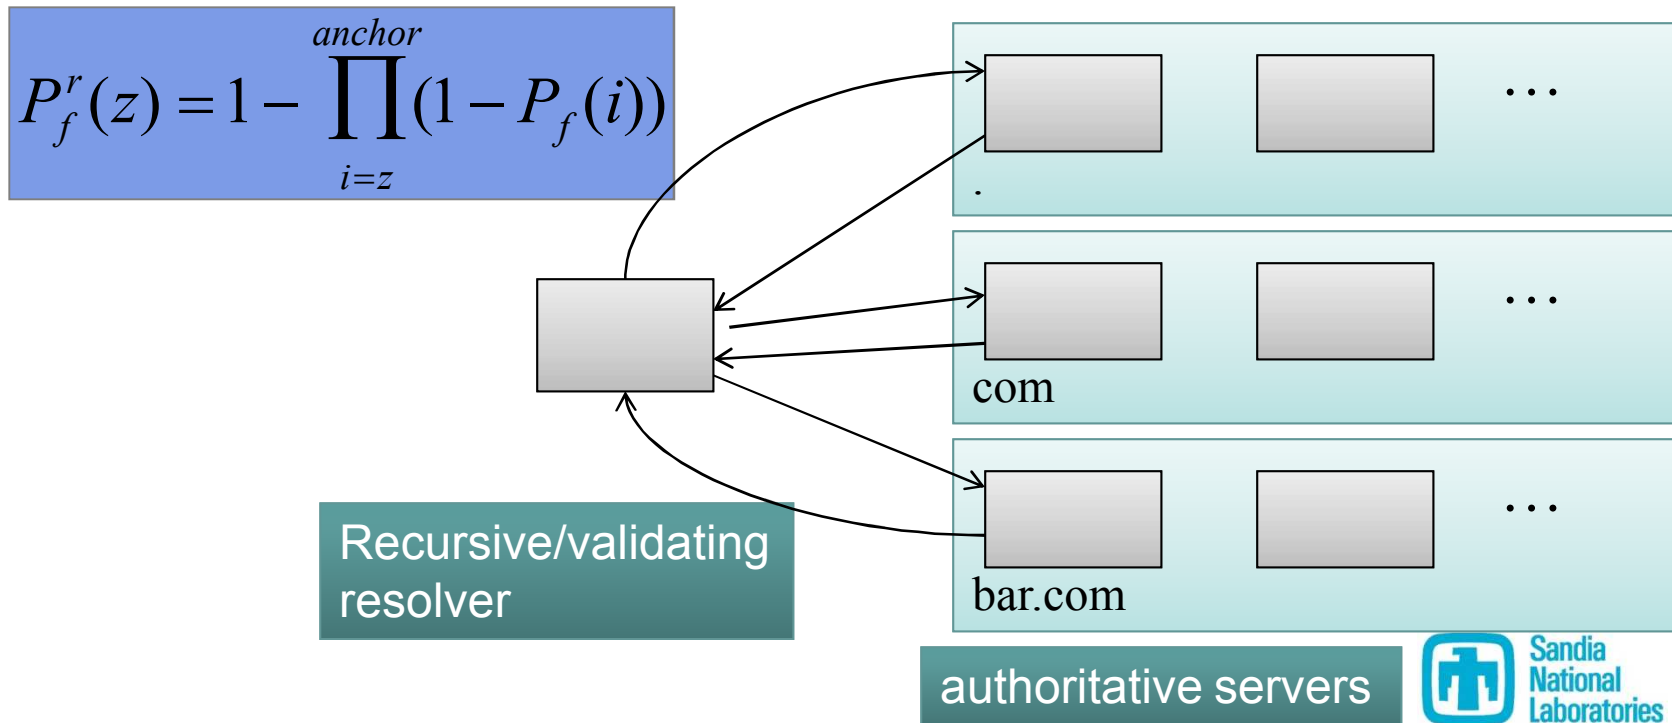 anchor
P_f^r(z) = 1 − ∏(1 − P_f(i))
i=z
...
.
...
com
...
bar.com
Recursive/validating
resolver
authoritative servers
Sandia
National
Laboratories